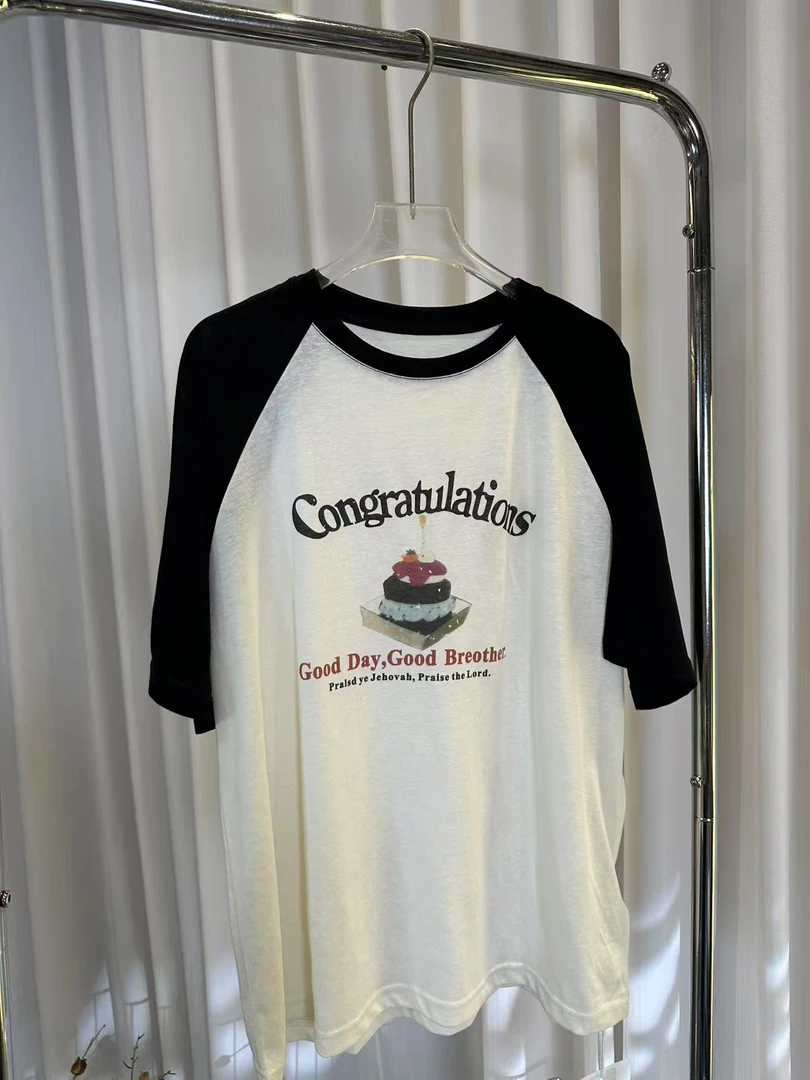 Congratulations
Good Day,Good Breother.
Praisd ye Jehovah, Praise the Lord.